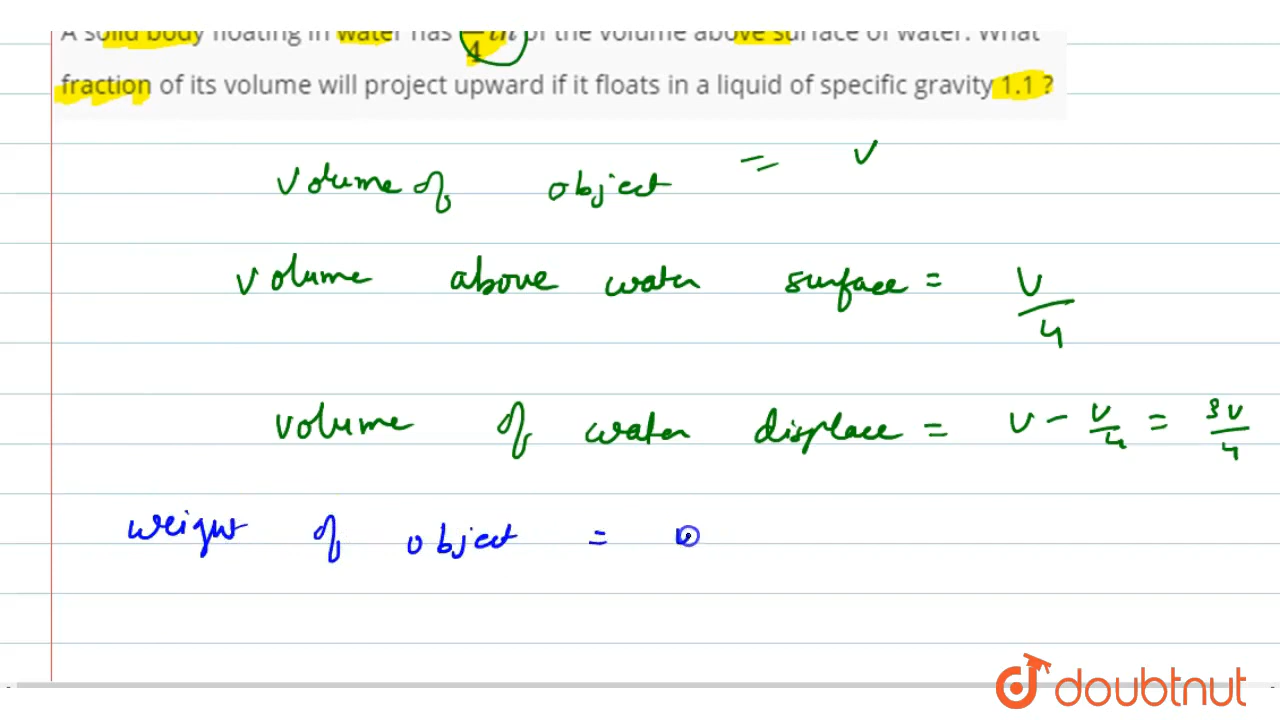 A solid body floating in water has 4 th of the volume above surface of water. What
fraction of its volume will project upward if it floats in a liquid of specific gravity 1.1 ?
volume of object = V
volume above water surface = V/4
volume of water displace = V - V/4 = 3V/4
weight of object =
doubtnut